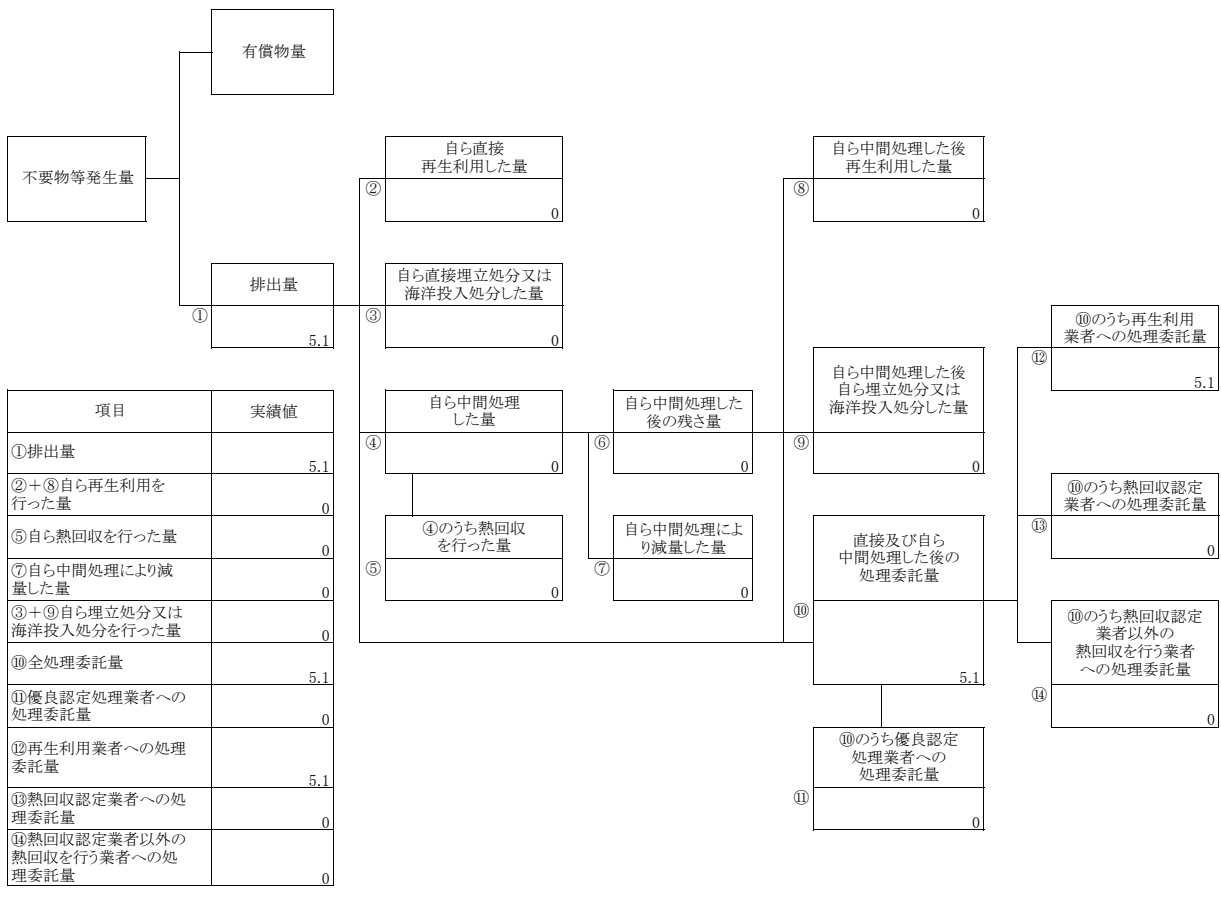 有償物量
不要物等発生量
自ら直接
再生利用した量
②
0
自ら中間処理した後
再生利用した量
⑧
0
排出量
①
5.1
自ら直接埋立処分又は
海洋投入処分した量
③
0
⑩のうち再生利用
業者への処理委託量
⑫
5.1
自ら中間処理
した量
④
0
自ら中間処理した
後の残さ量
⑥
0
自ら中間処理した後
自ら埋立処分又は
海洋投入処分した量
⑨
0
④のうち熱回収
を行った量
⑤
0
自ら中間処理によ
り減量した量
⑦
0
直接及び自ら
中間処理した後の
処理委託量
⑩
5.1
⑩のうち熱回収認定
業者への処理委託量
⑬
0
⑩のうち熱回収認定
業者以外の
熱回収を行う業者
への処理委託量
⑭
0
⑩のうち優良認定
処理業者への
処理委託量
⑪
0
項目 実績値
①排出量
5.1
②＋⑧自ら再生利用を
行った量
0
⑤自ら熱回収を行った量
0
⑦自ら中間処理により減
量した量
0
③＋⑨自ら埋立処分又は
海洋投入処分を行った量
0
⑩全処理委託量
5.1
⑪優良認定処理業者への
処理委託量
0
⑫再生利用業者への処理
委託量
5.1
⑬熱回収認定業者への処
理委託量
0
⑭熱回収認定業者以外の
熱回収を行う業者への処
理委託量
0